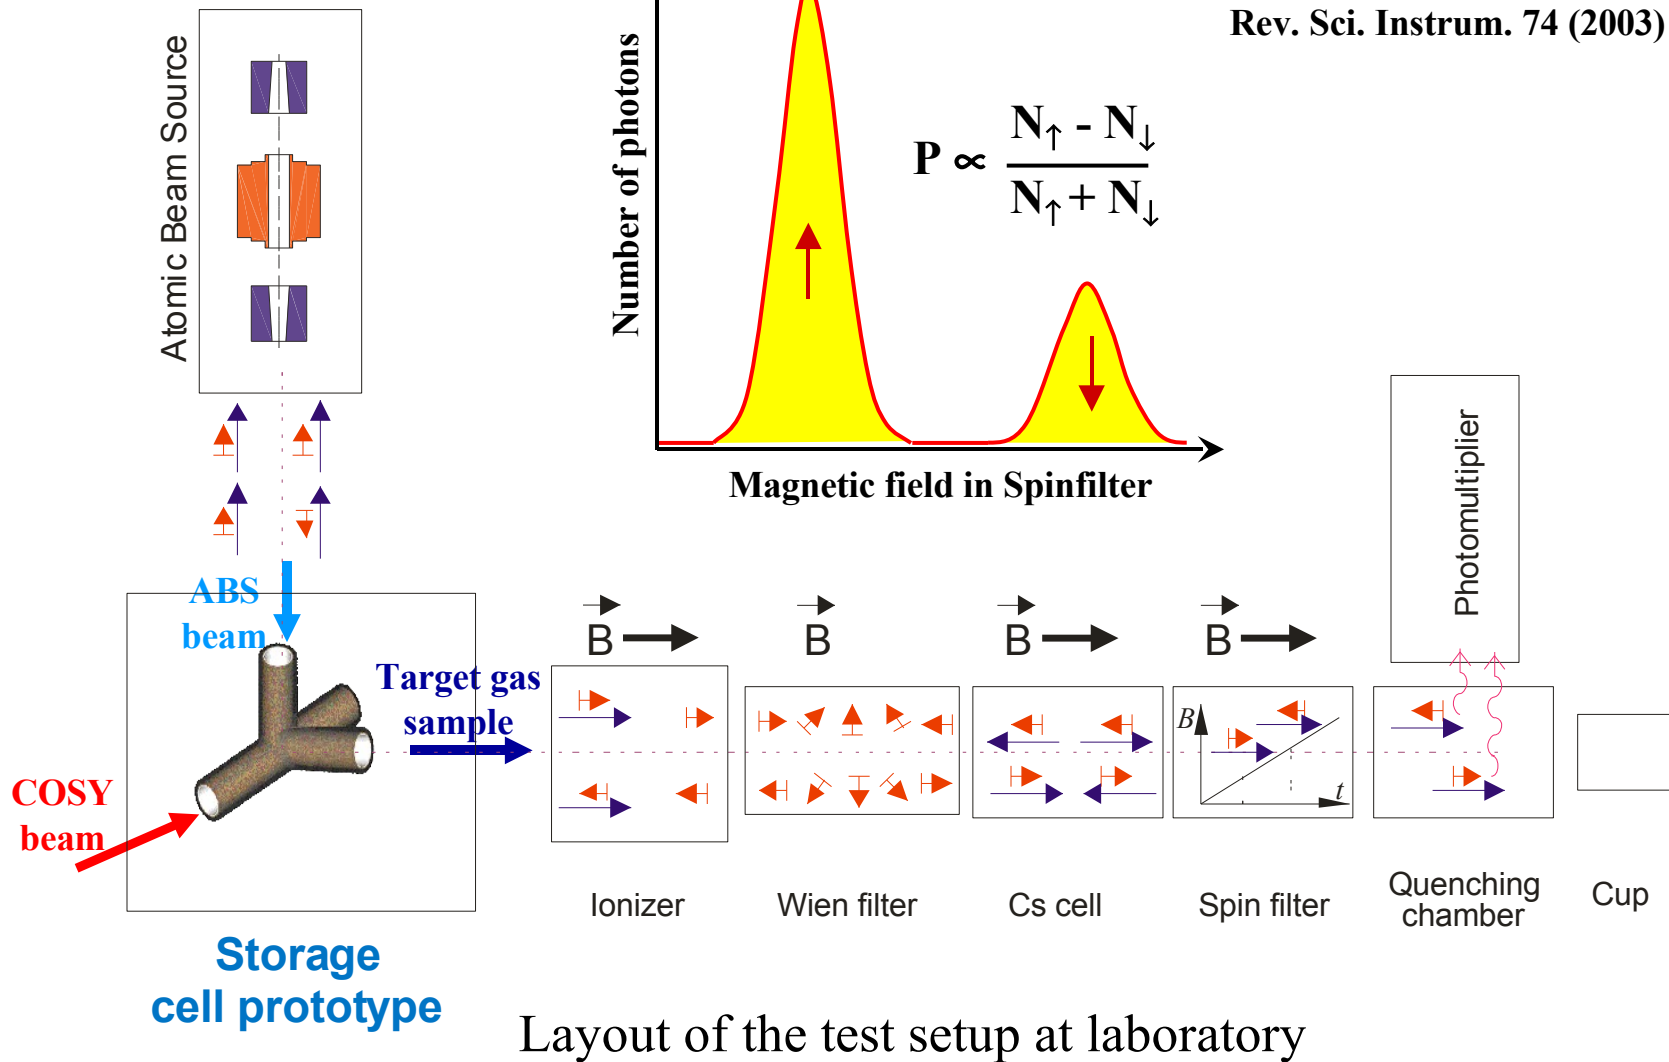 Rev. Sci. Instrum. 74 (2003)
Atomic Beam Source
Number of photons
P ∝ N↑ - N↓
N↑ + N↓
Magnetic field in Spinfilter
Photomultiplier
ABS
beam
Target gas
sample
COSY
beam
B
B
B
B
B
t
Ionizer
Wien filter
Cs cell
Spin filter
Quenching
chamber
Cup
Storage
cell prototype
Layout of the test setup at laboratory